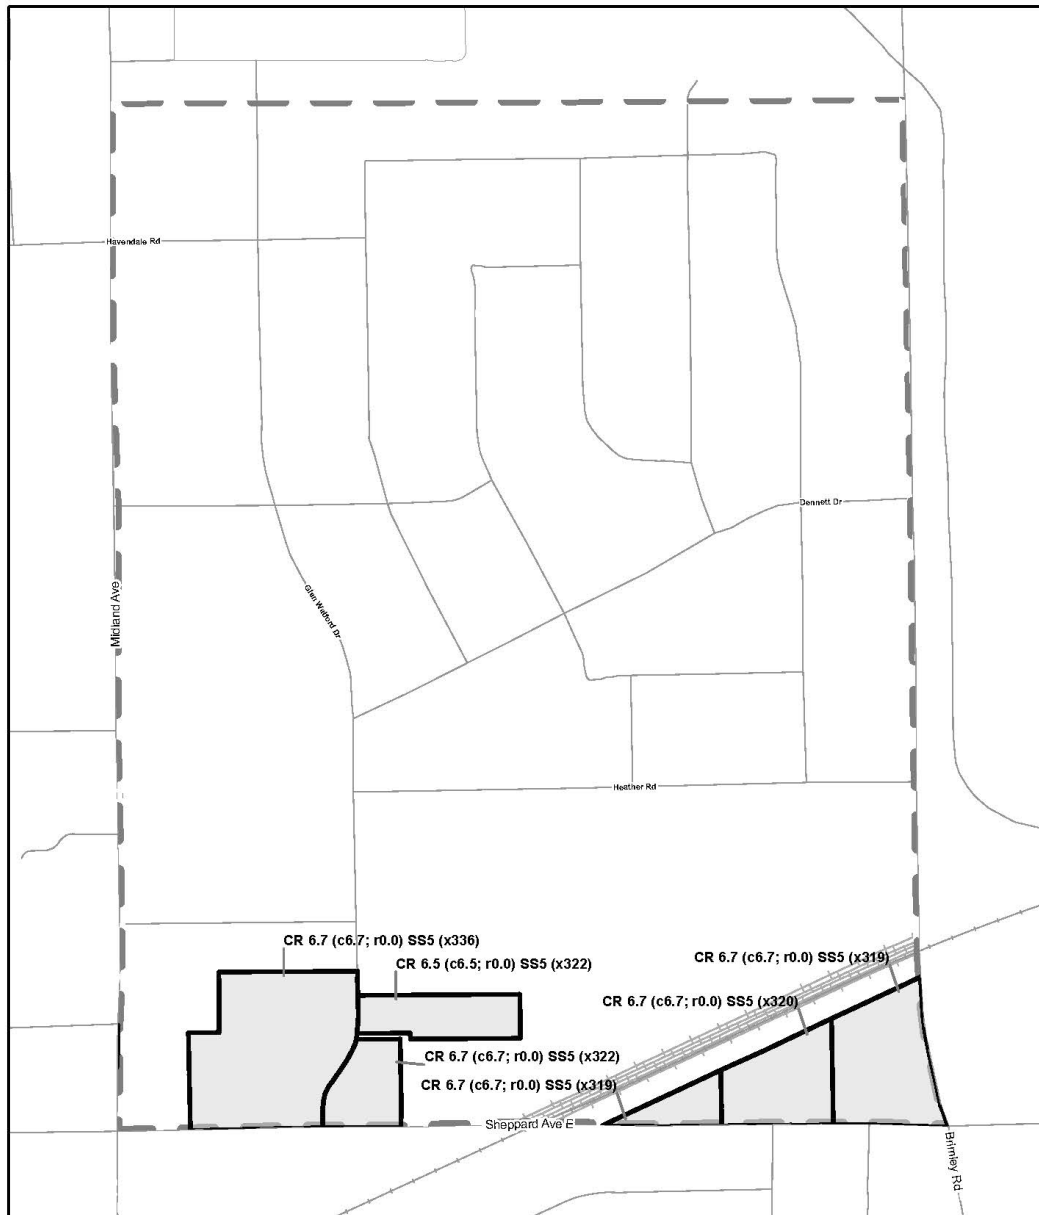 Havendale Rd
Dennett Dr
Midland Ave
Glen Watford Dr
Heather Rd
CR 6.7 (c6.7; r0.0) SS5 (x336)
CR 6.5 (c6.5; r0.0) SS5 (x322)
CR 6.7 (c6.7; r0.0) SS5 (x319)
CR 6.7 (c6.7; r0.0) SS5 (x320)
CR 6.7 (c6.7; r0.0) SS5 (x322)
CR 6.7 (c6.7; r0.0) SS5 (x319)
Sheppard Ave E
Brimley Rd